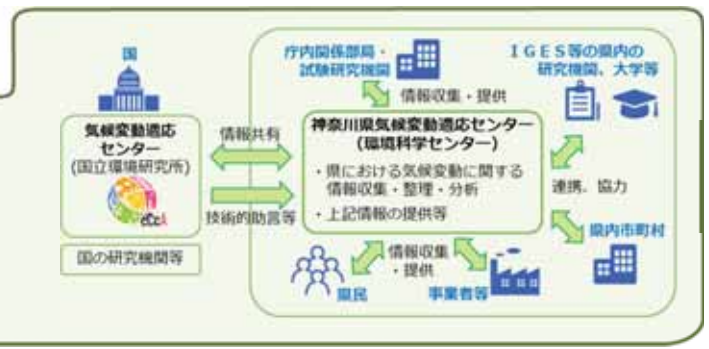 国
気候変動適応
センター
(国立環境研究所)
国の研究機関等
情報共有
技術的助言等
庁内関係部局・
試験研究機関
情報収集・提供
IGES等の県内の
研究機関、大学等
神奈川県気候変動適応センター
(環境科学センター)
・県における気候変動に関する
情報収集・整理・分析
・上記情報の提供等
連携、協力
県内市町村
情報収集
・提供
県民
事業者等